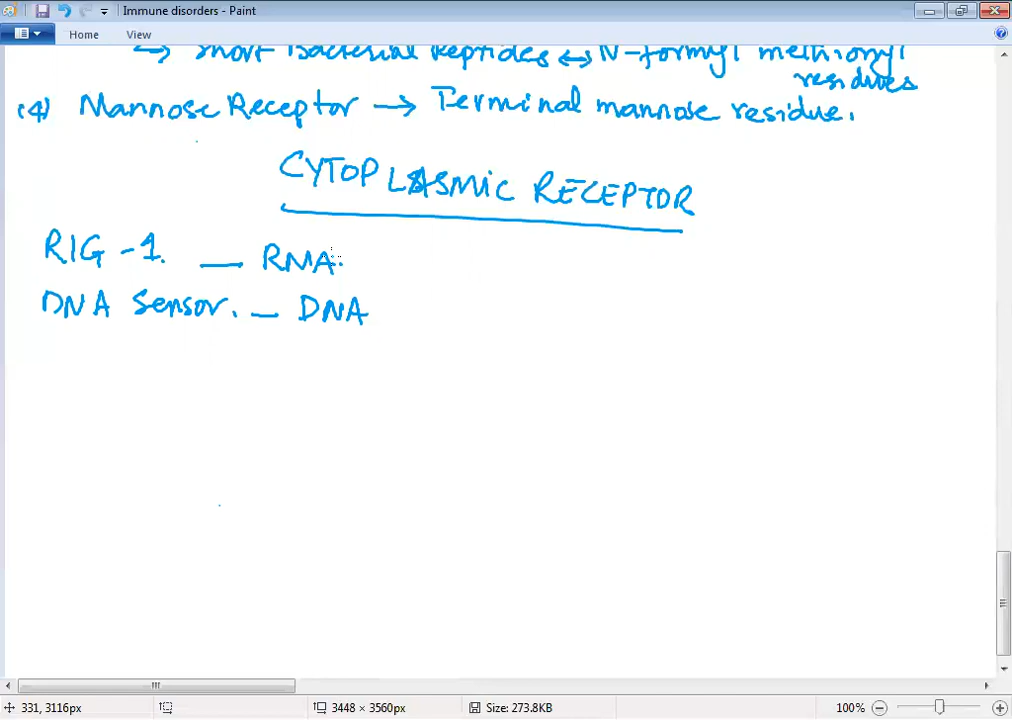 Immune disorders - Paint
Home View
↳ Short Bacterial Peptides ↔ N-formyl methionyl
residues
(4) Mannose Receptor → Terminal mannose residue.
CYTOPLASMIC RECEPTOR
RIG-1. — RNA.
DNA Sensor. — DNA
331, 3116px 3448 × 3560px Size: 273.8KB 100%